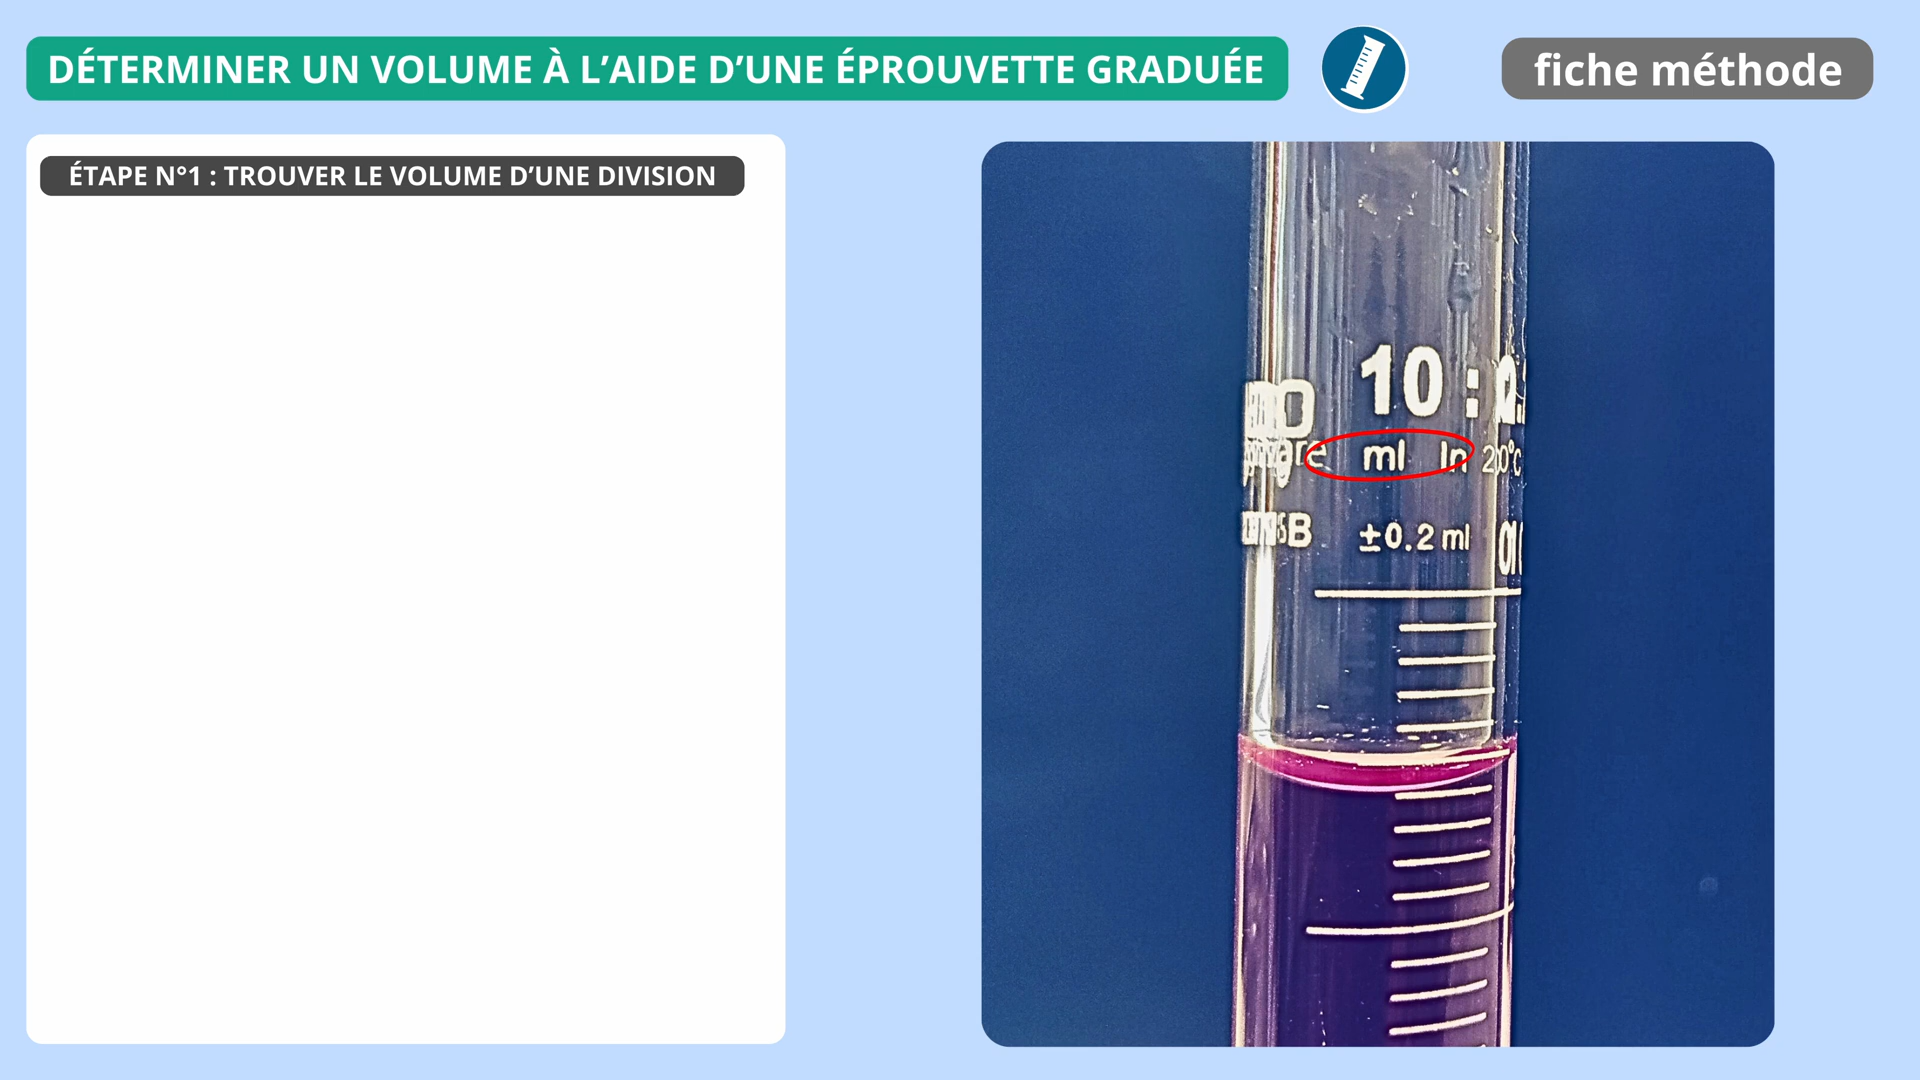 DÉTERMINER UN VOLUME À L’AIDE D’UNE ÉPROUVETTE GRADUÉE
fiche méthode
ÉTAPE N°1 : TROUVER LE VOLUME D’UNE DIVISION
10 :
ml In 20°C
B ±0.2 ml